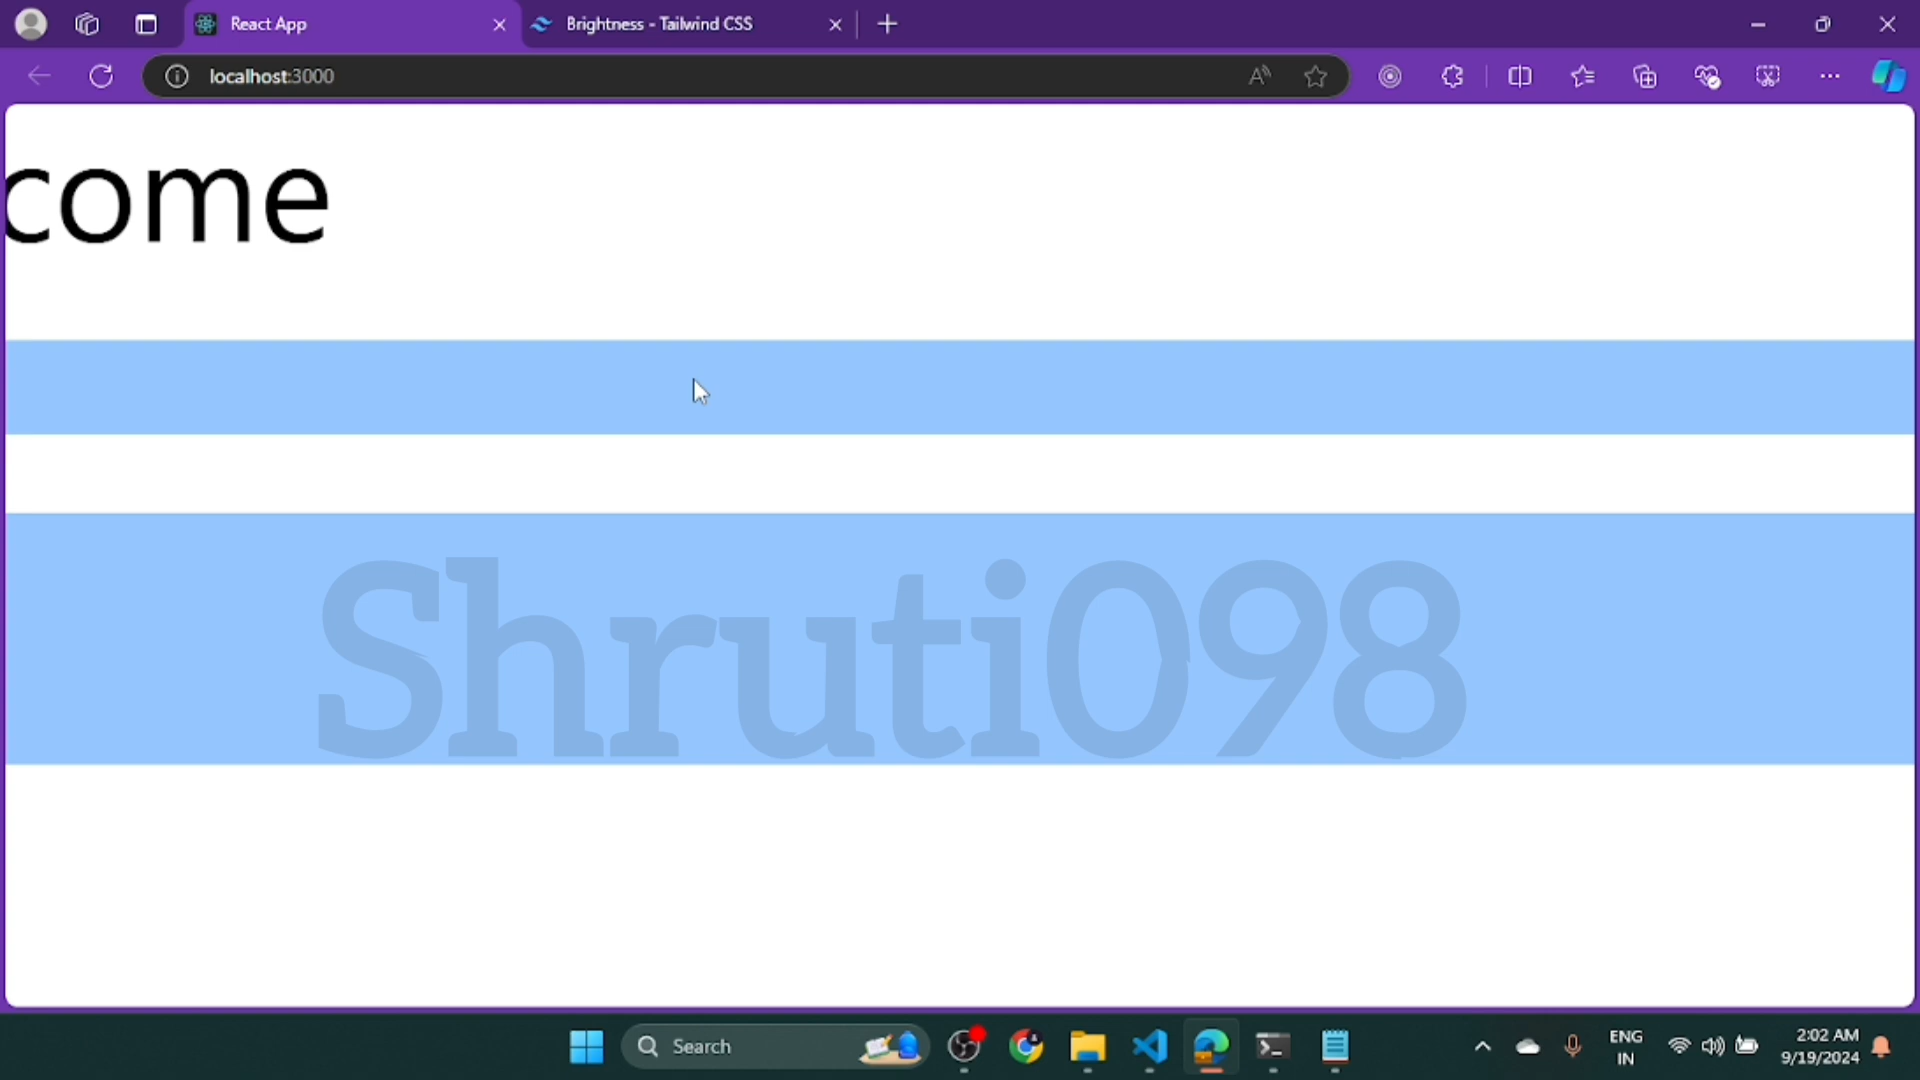 React App
Brightness - Tailwind CSS
localhost:3000
come
Shruti098
Search
ENG
IN
2:02 AM
9/19/2024